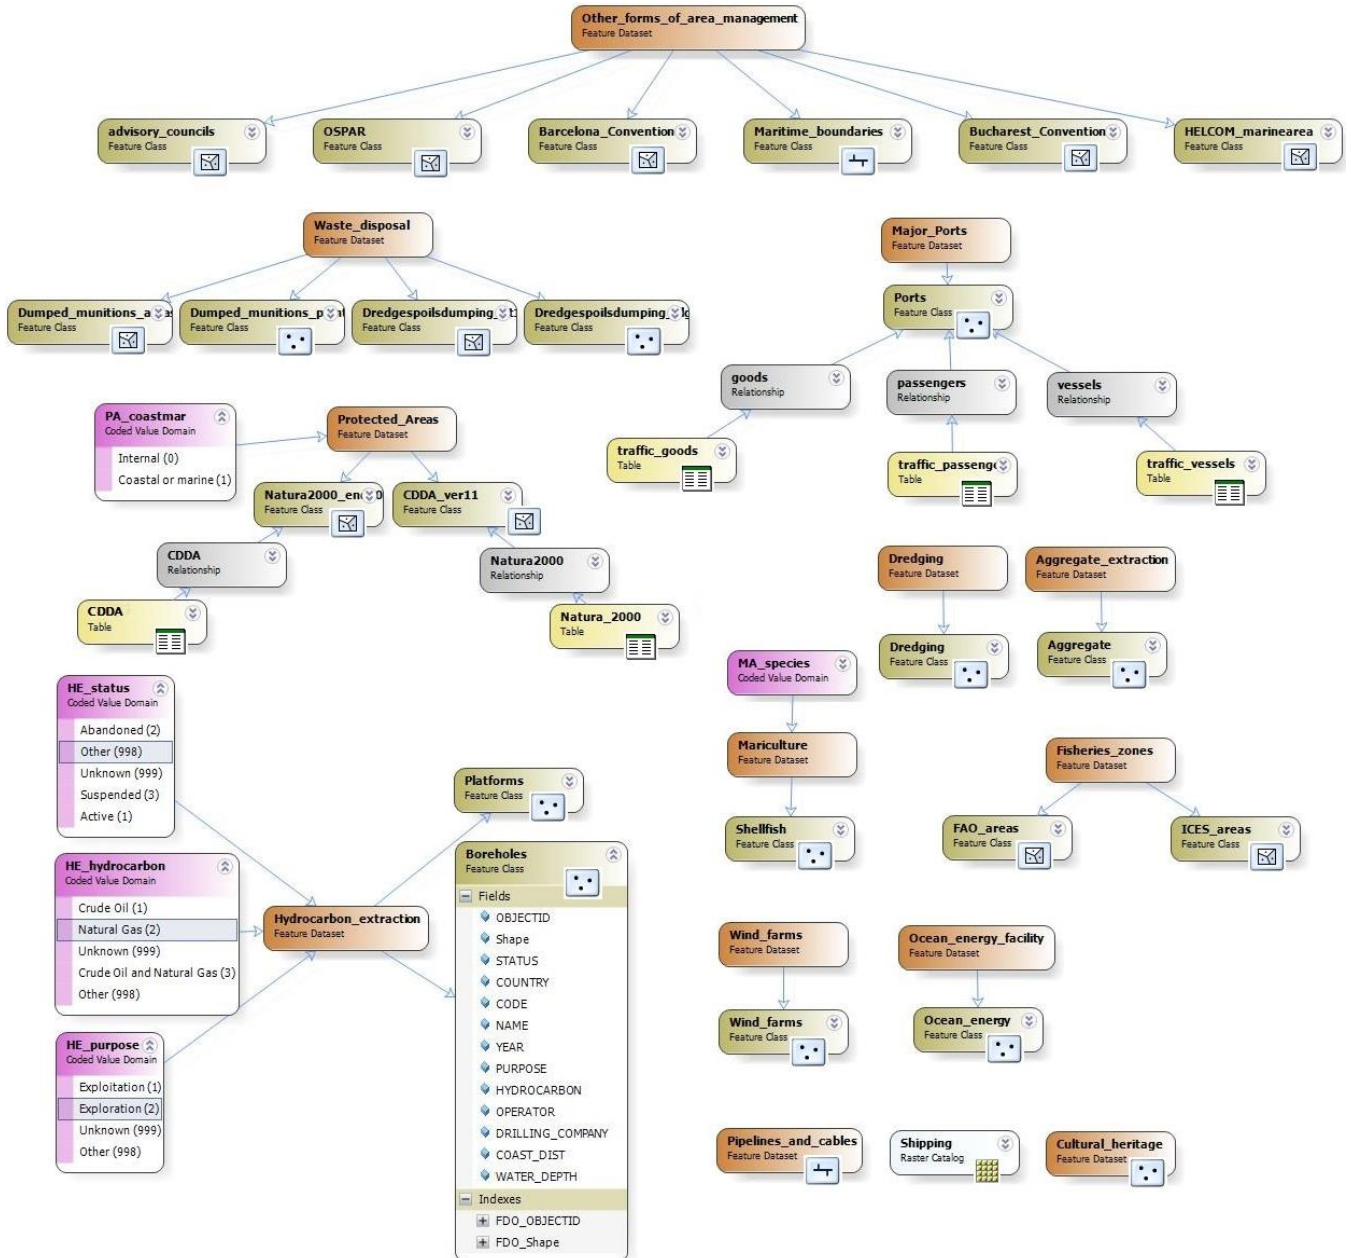 Other_forms_of_area_management
Feature Dataset
advisory_councils
Feature Class
OSPAR
Feature Class
Barcelona_Convention
Feature Class
Maritime_boundaries
Feature Class
Bucharest_Convention
Feature Class
HELCOM_marinearea
Feature Class
Waste_disposal
Feature Dataset
Major_Ports
Feature Dataset
Dumped_munitions_a
Feature Class
Dumped_munitions_p
Feature Class
Dredgespoilsdumping_
Feature Class
Dredgespoilsdumping_
Feature Class
Ports
Feature Class
goods
Relationship
passengers
Relationship
vessels
Relationship
PA_coastmar
Coded Value Domain
Internal (0)
Coastal or marine (1)
Protected_Areas
Feature Dataset
traffic_goods
Table
traffic_passenge
Table
traffic_vessels
Table
Natura2000_en
Feature Class
CDDA_ver11
Feature Class
CDDA
Relationship
Natura2000
Relationship
CDDA
Table
Natura_2000
Table
Dredging
Feature Dataset
Aggregate_extraction
Feature Dataset
Dredging
Feature Class
Aggregate
Feature Class
MA_species
Coded Value Domain
Mariculture
Feature Dataset
Shellfish
Feature Class
Fisheries_zones
Feature Dataset
FAO_areas
Feature Class
ICES_areas
Feature Class
HE_status
Coded Value Domain
Abandoned (2)
Other (998)
Unknown (999)
Suspended (3)
Active (1)
HE_hydrocarbon
Coded Value Domain
Crude Oil (1)
Natural Gas (2)
Unknown (999)
Crude Oil and Natural Gas (3)
Other (998)
HE_purpose
Coded Value Domain
Exploitation (1)
Exploration (2)
Unknown (999)
Other (998)
Hydrocarbon_extraction
Feature Dataset
Platforms
Feature Class
Boreholes
Feature Class
Fields
OBJECTID
Shape
STATUS
COUNTRY
CODE
NAME
YEAR
PURPOSE
HYDROCARBON
OPERATOR
DRILLING_COMPANY
COAST_DIST
WATER_DEPTH
Indexes
FDO_OBJECTID
FDO_Shape
Wind_farms
Feature Dataset
Ocean_energy_facility
Feature Dataset
Wind_farms
Feature Class
Ocean_energy
Feature Class
Pipelines_and_cables
Feature Dataset
Shipping
Raster Catalog
Cultural_heritage
Feature Dataset